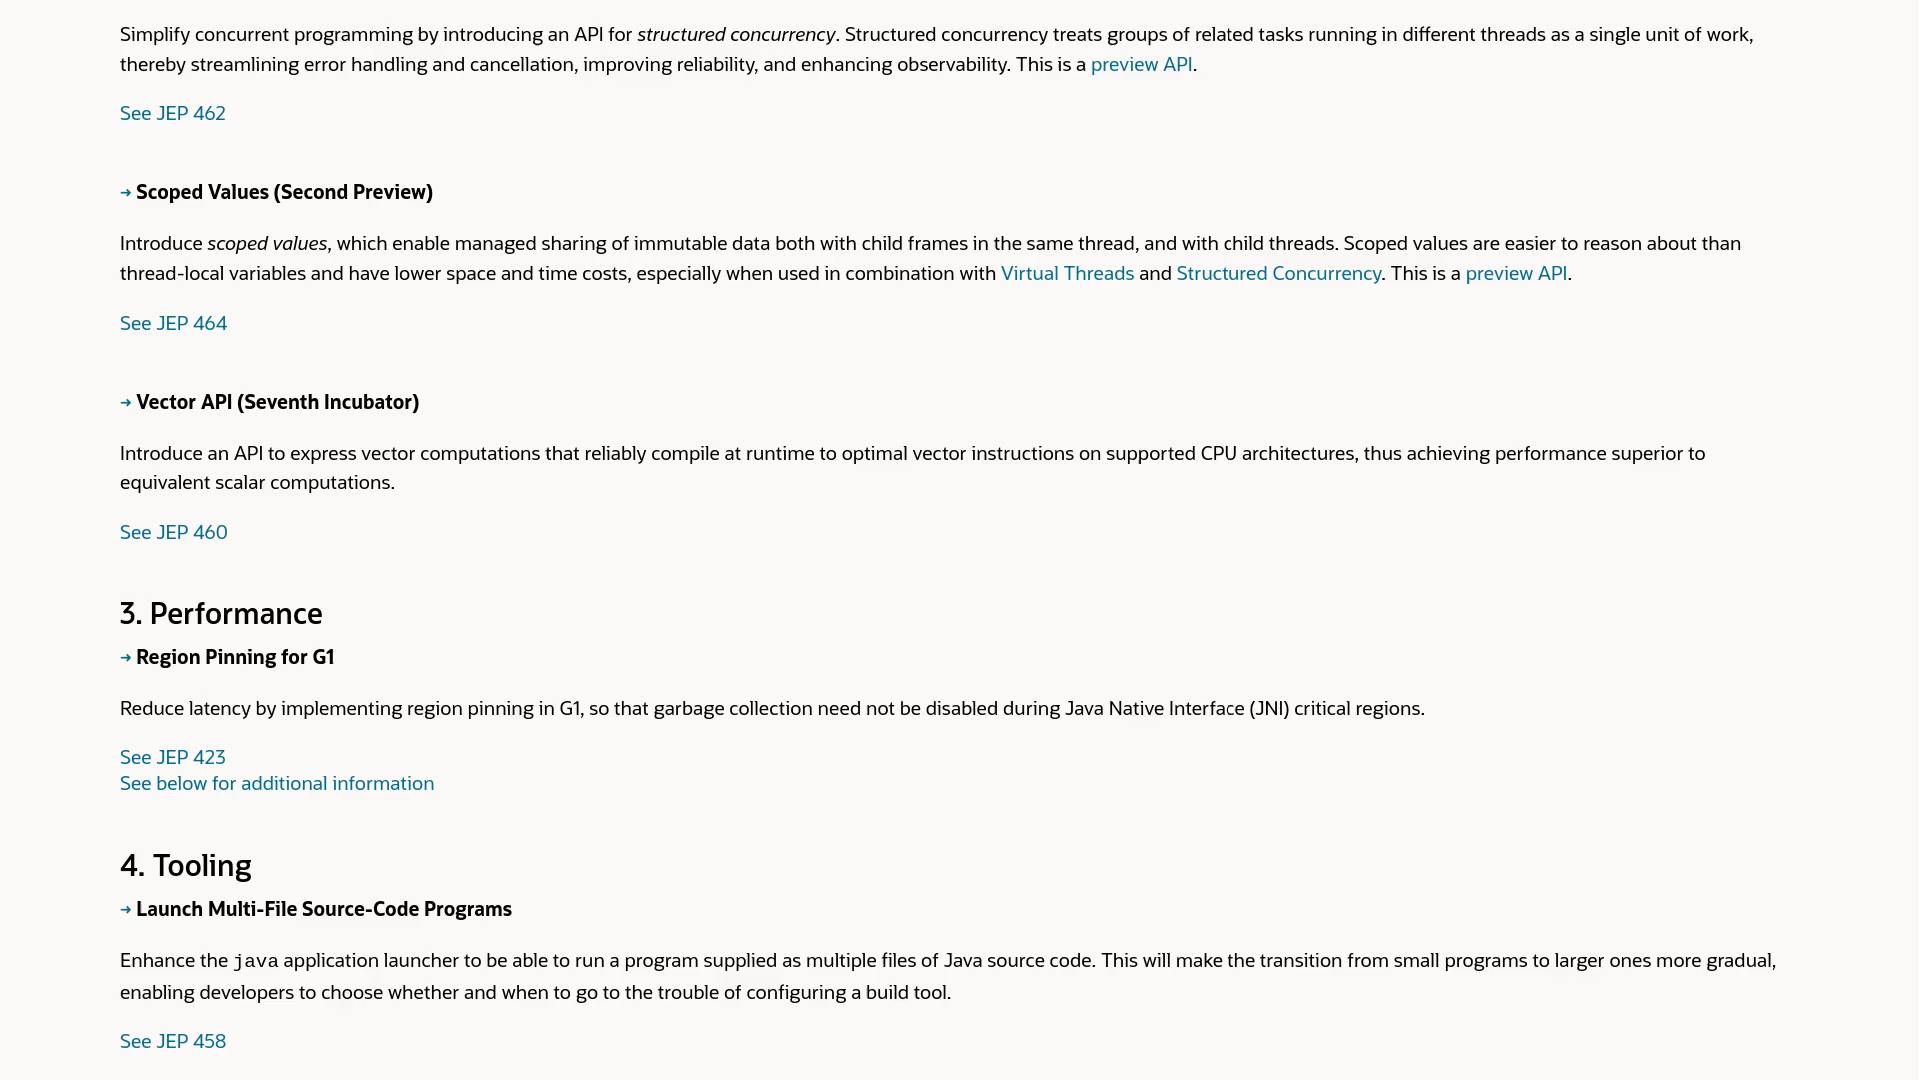 Simplify concurrent programming by introducing an API for structured concurrency. Structured concurrency treats groups of related tasks running in different threads as a single unit of work,
thereby streamlining error handling and cancellation, improving reliability, and enhancing observability. This is a preview API.
See JEP 462
→ Scoped Values (Second Preview)
Introduce scoped values, which enable managed sharing of immutable data both with child frames in the same thread, and with child threads. Scoped values are easier to reason about than
thread-local variables and have lower space and time costs, especially when used in combination with Virtual Threads and Structured Concurrency. This is a preview API.
See JEP 464
→ Vector API (Seventh Incubator)
Introduce an API to express vector computations that reliably compile at runtime to optimal vector instructions on supported CPU architectures, thus achieving performance superior to
equivalent scalar computations.
See JEP 460
3. Performance
→ Region Pinning for G1
Reduce latency by implementing region pinning in G1, so that garbage collection need not be disabled during Java Native Interface (JNI) critical regions.
See JEP 423
See below for additional information
4. Tooling
→ Launch Multi-File Source-Code Programs
Enhance the java application launcher to be able to run a program supplied as multiple files of Java source code. This will make the transition from small programs to larger ones more gradual,
enabling developers to choose whether and when to go to the trouble of configuring a build tool.
See JEP 458